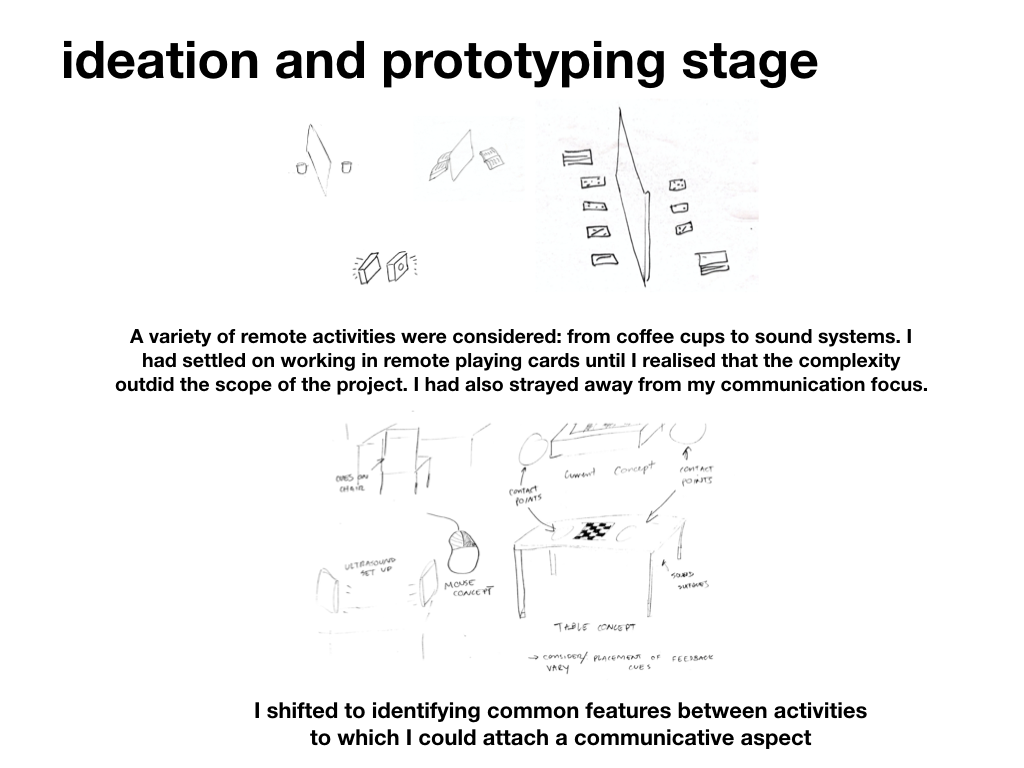 ideation and prototyping stage
A variety of remote activities were considered: from coffee cups to sound systems. I
had settled on working in remote playing cards until I realised that the complexity
outdid the scope of the project. I had also strayed away from my communication focus.
CUES ON
CHAIR
Current Concept
CONTACT
POINTS
CONTACT
POINTS
ULTRASOUND
SET UP
MOUSE
CONCEPT
TABLE CONCEPT
→ CONSIDER/ PLACEMENT OF FEEDBACK
VARY CUES
I shifted to identifying common features between activities
to which I could attach a communicative aspect